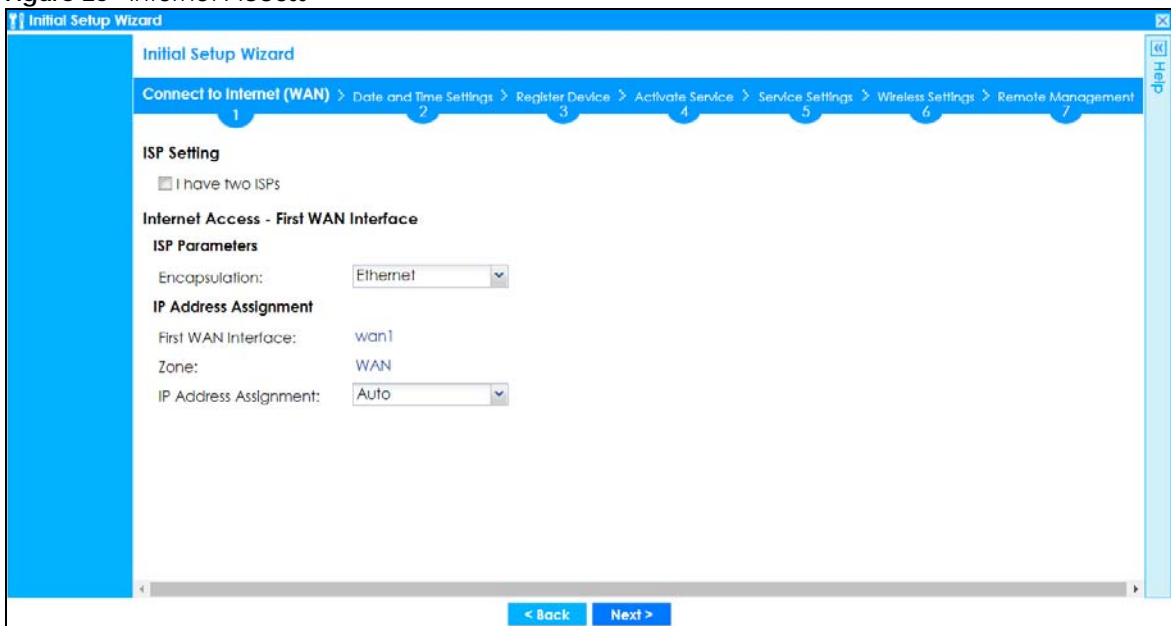 Initial Setup Wizard
Initial Setup Wizard
Help
Connect to Internet (WAN) > Date and Time Settings > Register Device > Activate Service > Service Settings > Wireless Settings > Remote Management
1 2 3 4 5 6 7
ISP Setting
I have two ISPs
Internet Access - First WAN Interface
ISP Parameters
Encapsulation: Ethernet
IP Address Assignment
First WAN Interface: wan1
Zone: WAN
IP Address Assignment: Auto
< Back Next >